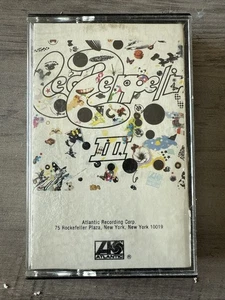 Led Zeppelin
III
Atlantic Recording Corp.
75 Rockefeller Plaza, New York, New York 10019
ATLANTIC